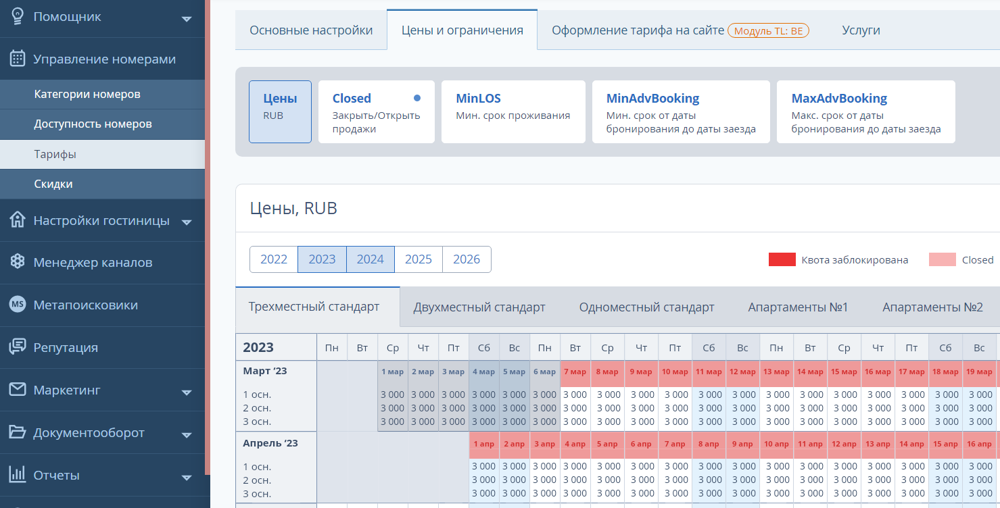 Помощник
Управление номерами
Категории номеров
Доступность номеров
Тарифы
Скидки
Настройки гостиницы
Менеджер каналов
MS Метапоисковики
Репутация
Маркетинг
Документооборот
Отчеты
Основные настройки Цены и ограничения Оформление тарифа на сайте Модуль TL: BE Услуги
Цены
RUB
Closed
Закрыть/Открыть
продажи
MinLOS
Мин. срок проживания
MinAdvBooking
Мин. срок от даты
бронирования до даты заезда
MaxAdvBooking
Макс. срок от даты
бронирования до даты заезда
Цены, RUB
2022 2023 2024 2025 2026 Квота заблокирована Closed
Трехместный стандарт Двухместный стандарт Одноместный стандарт Апартаменты №1 Апартаменты №2
2023 Пн Вт Ср Чт Пт Сб Вс Пн Вт Ср Чт Пт Сб Вс Пн Вт Ср Чт Пт Сб Вс
Март ‘23 1 мар 2 мар 3 мар 4 мар 5 мар 6 мар 7 мар 8 мар 9 мар 10 мар 11 мар 12 мар 13 мар 14 мар 15 мар 16 мар 17 мар 18 мар 19 мар
1 осн. 3 000 3 000 3 000 3 000 3 000 3 000 3 000 3 000 3 000 3 000 3 000 3 000 3 000 3 000 3 000 3 000 3 000 3 000 3 000
2 осн. 3 000 3 000 3 000 3 000 3 000 3 000 3 000 3 000 3 000 3 000 3 000 3 000 3 000 3 000 3 000 3 000 3 000 3 000 3 000
3 осн. 3 000 3 000 3 000 3 000 3 000 3 000 3 000 3 000 3 000 3 000 3 000 3 000 3 000 3 000 3 000 3 000 3 000 3 000 3 000
Апрель ‘23 1 апр 2 апр 3 апр 4 апр 5 апр 6 апр 7 апр 8 апр 9 апр 10 апр 11 апр 12 апр 13 апр 14 апр 15 апр 16 апр
1 осн. 3 000 3 000 3 000 3 000 3 000 3 000 3 000 3 000 3 000 3 000 3 000 3 000 3 000 3 000 3 000 3 000
2 осн. 3 000 3 000 3 000 3 000 3 000 3 000 3 000 3 000 3 000 3 000 3 000 3 000 3 000 3 000 3 000 3 000
3 осн. 3 000 3 000 3 000 3 000 3 000 3 000 3 000 3 000 3 000 3 000 3 000 3 000 3 000 3 000 3 000 3 000